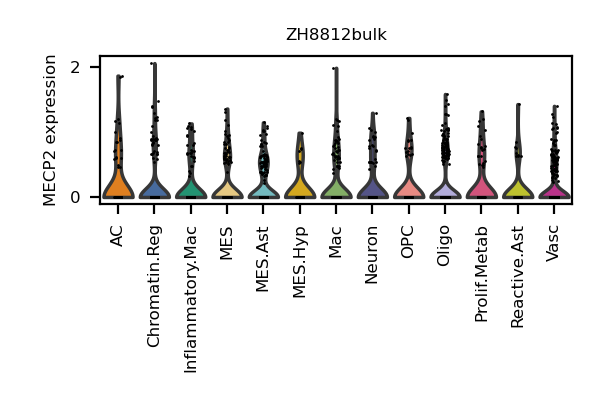 ZH8812bulk
MECP2 expression
2
0
AC
Chromatin.Reg
Inflammatory.Mac
MES
MES.Ast
MES.Hyp
Mac
Neuron
OPC
Oligo
Prolif.Metab
Reactive.Ast
Vasc